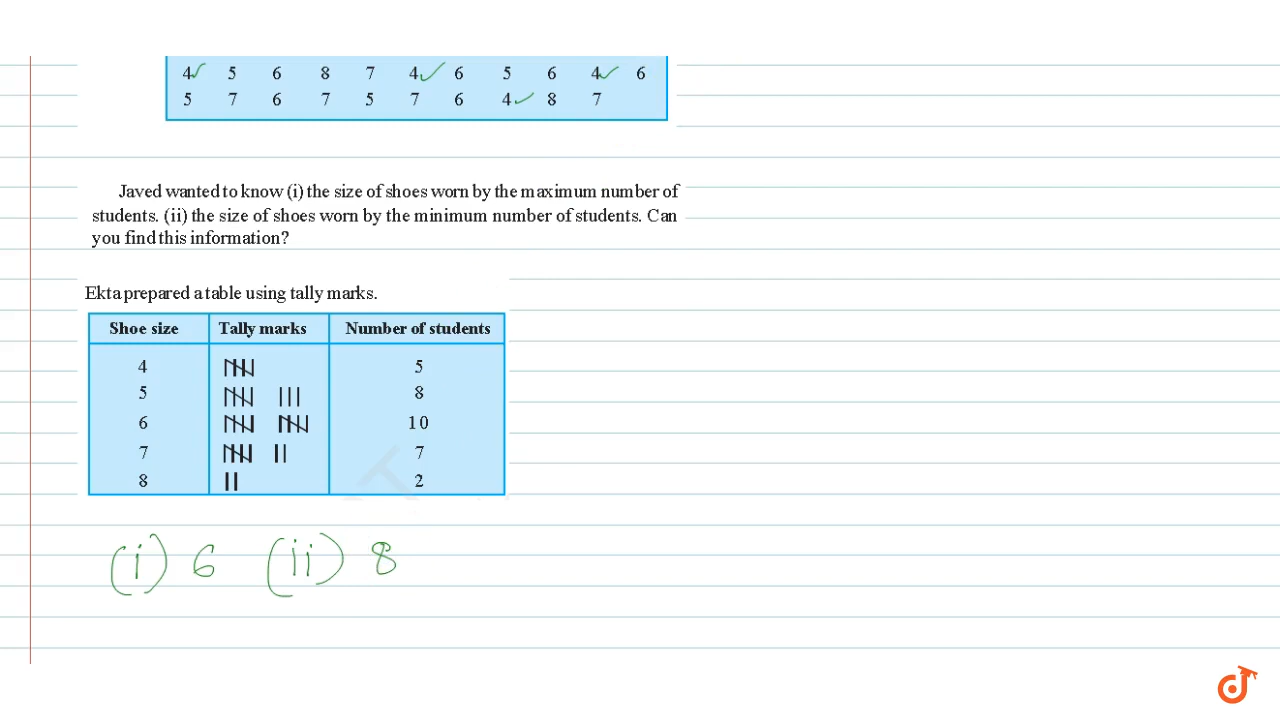 4✓ 5 6 8 7 4✓ 6 5 6 4✓ 6
5 7 6 7 5 7 6 4✓ 8 7
Javed wanted to know (i) the size of shoes worn by the maximum number of
students. (ii) the size of shoes worn by the minimum number of students. Can
you find this information?
Ekta prepared a table using tally marks.
Shoe size Tally marks Number of students
4 5
5 ||| 8
6 10
7 || 7
8 || 2
(i) 6 (ii) 8